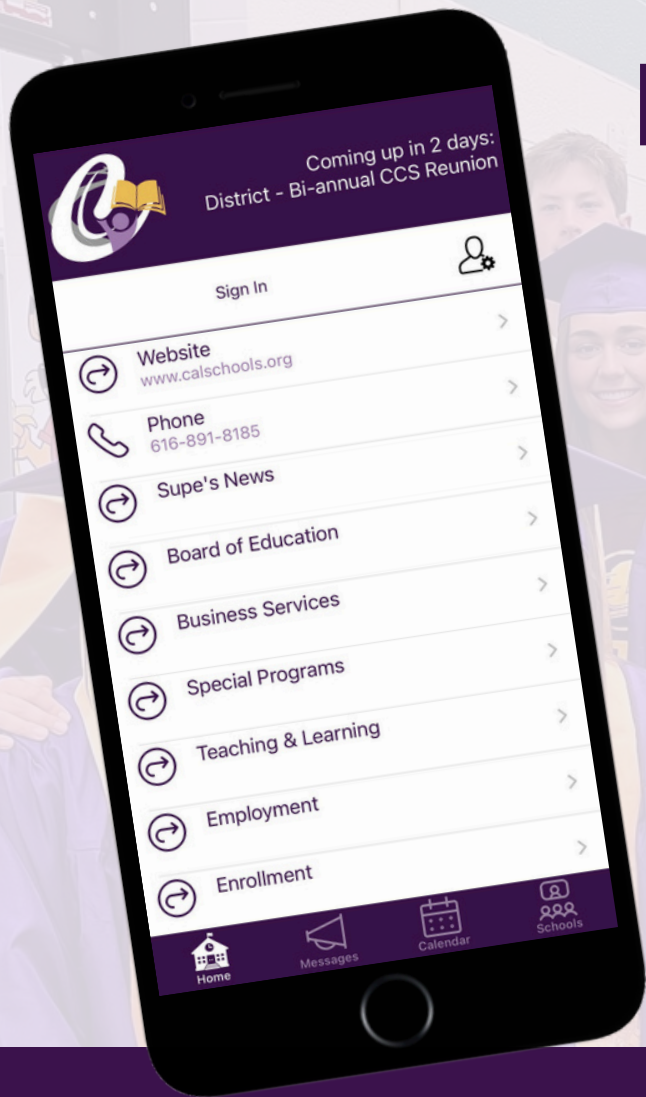 Coming up in 2 days:
District - Bi-annual CCS Reunion
Sign In
Website
www.calschools.org
Phone
616-891-8185
Supe's News
Board of Education
Business Services
Special Programs
Teaching & Learning
Employment
Enrollment
Home
Messages
Calendar
Schools